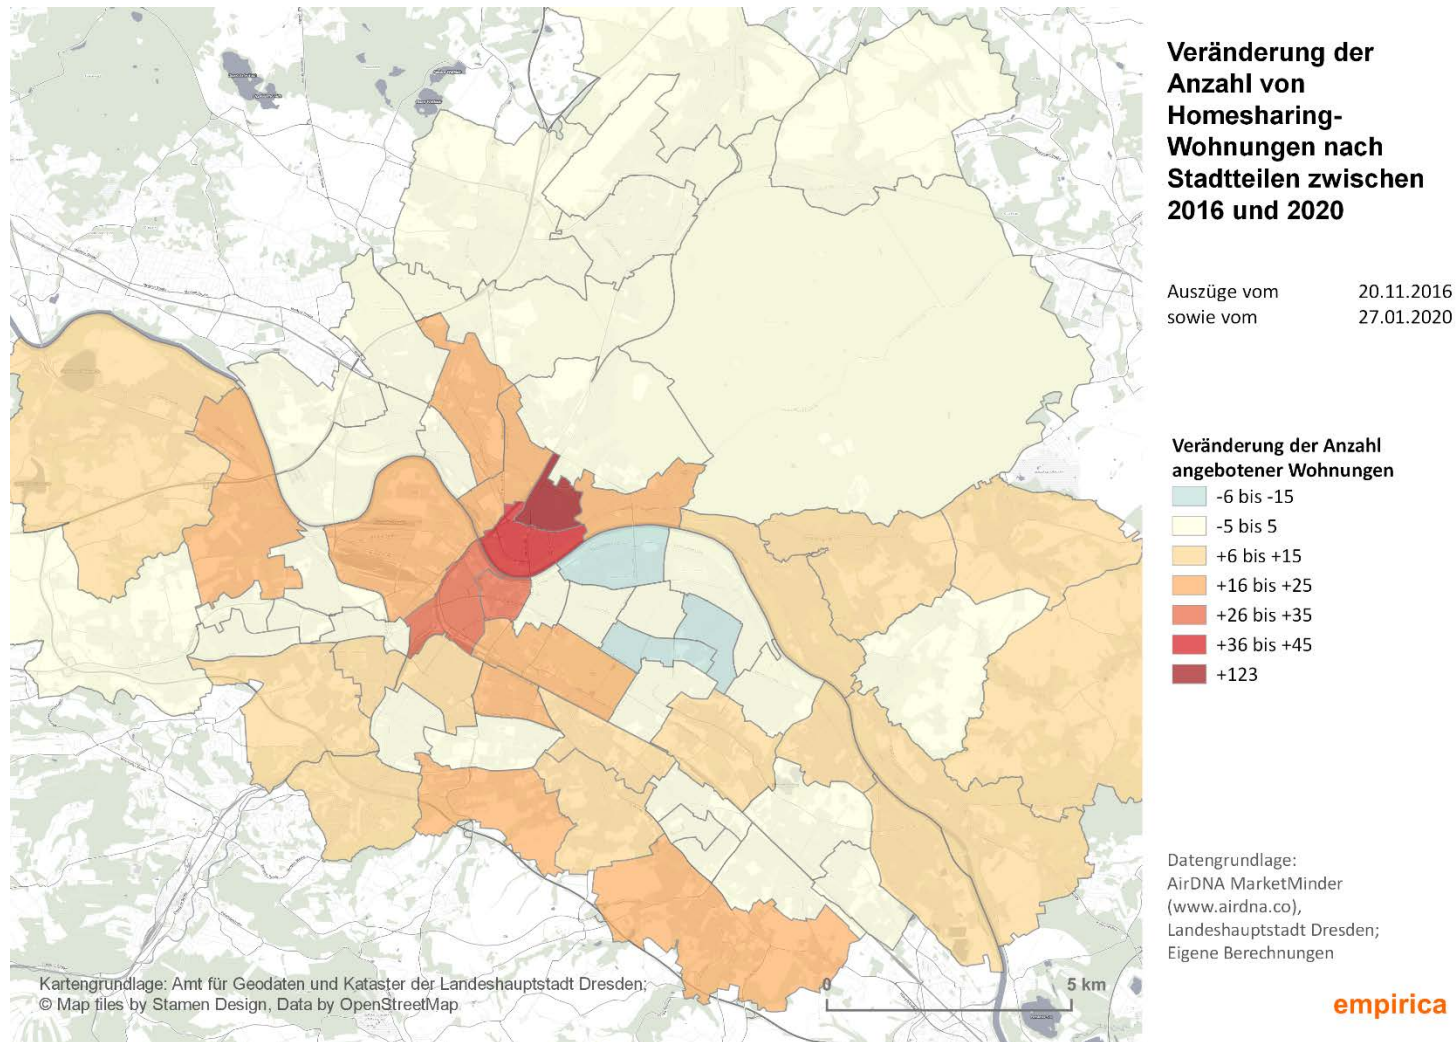 Veränderung der
Anzahl von
Homesharing-
Wohnungen nach
Stadtteilen zwischen
2016 und 2020
Auszüge vom 20.11.2016
sowie vom 27.01.2020
Veränderung der Anzahl
angebotener Wohnungen
-6 bis -15
-5 bis 5
+6 bis +15
+16 bis +25
+26 bis +35
+36 bis +45
+123
Datengrundlage:
AirDNA MarketMinder
(www.airdna.co),
Landeshauptstadt Dresden;
Eigene Berechnungen
Kartengrundlage: Amt für Geodaten und Kataster der Landeshauptstadt Dresden;
© Map tiles by Stamen Design, Data by OpenStreetMap
0 5 km
empirica